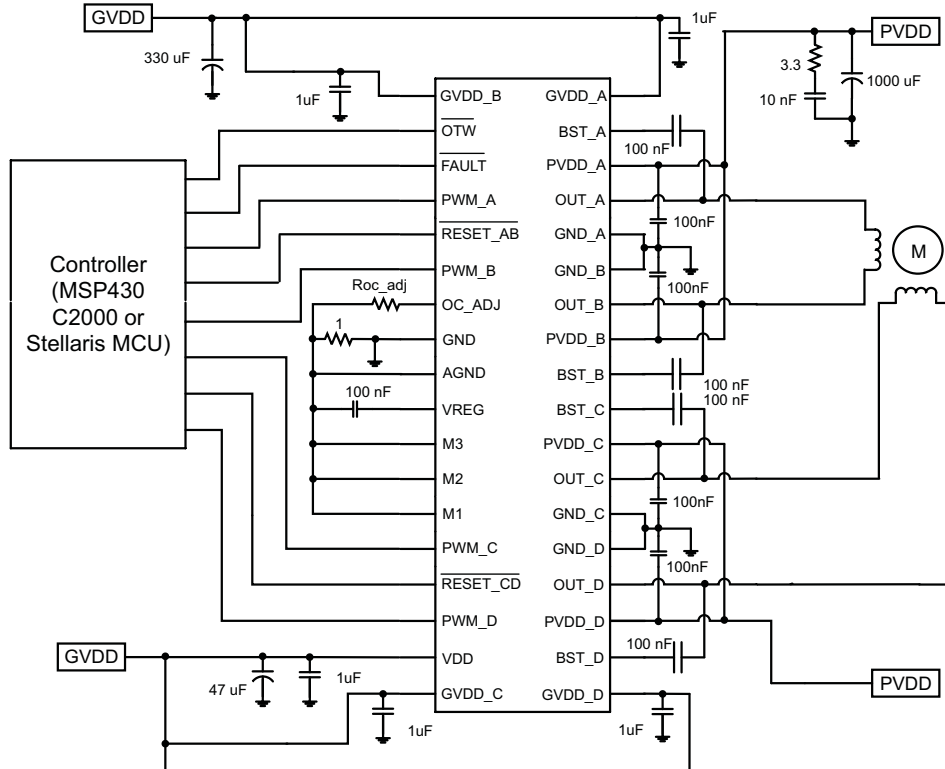 GVDD
330 uF
1uF
1uF
PVDD
3.3
10 nF
1000 uF
Controller
(MSP430
C2000 or
Stellaris MCU)
GVDD_B
OTW
FAULT
PWM_A
RESET_AB
PWM_B
Roc_adj
OC_ADJ
1
GND
AGND
100 nF
VREG
M3
M2
M1
PWM_C
RESET_CD
PWM_D
VDD
GVDD_C
GVDD_A
BST_A
100 nF
PVDD_A
OUT_A
100nF
GND_A
GND_B
100nF
OUT_B
PVDD_B
BST_B
100 nF
100 nF
BST_C
PVDD_C
OUT_C
100nF
GND_C
GND_D
100nF
OUT_D
PVDD_D
100 nF
BST_D
GVDD_D
M
GVDD
47 uF
1uF
1uF
1uF
PVDD